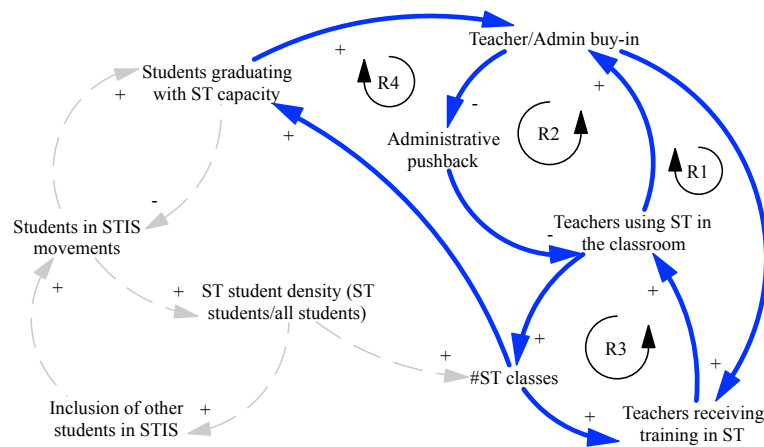 Teacher/Admin buy-in
+
R4
Students graduating
with ST capacity
+
+
-
+
R2
Administrative
pushback
R1
-
Students in STIS
movements
-
Teachers using ST in
the classroom
+
+
ST student density (ST
students/all students)
+
+
R3
+
#ST classes
+
Inclusion of other
students in STIS
+
+
Teachers receiving
training in ST